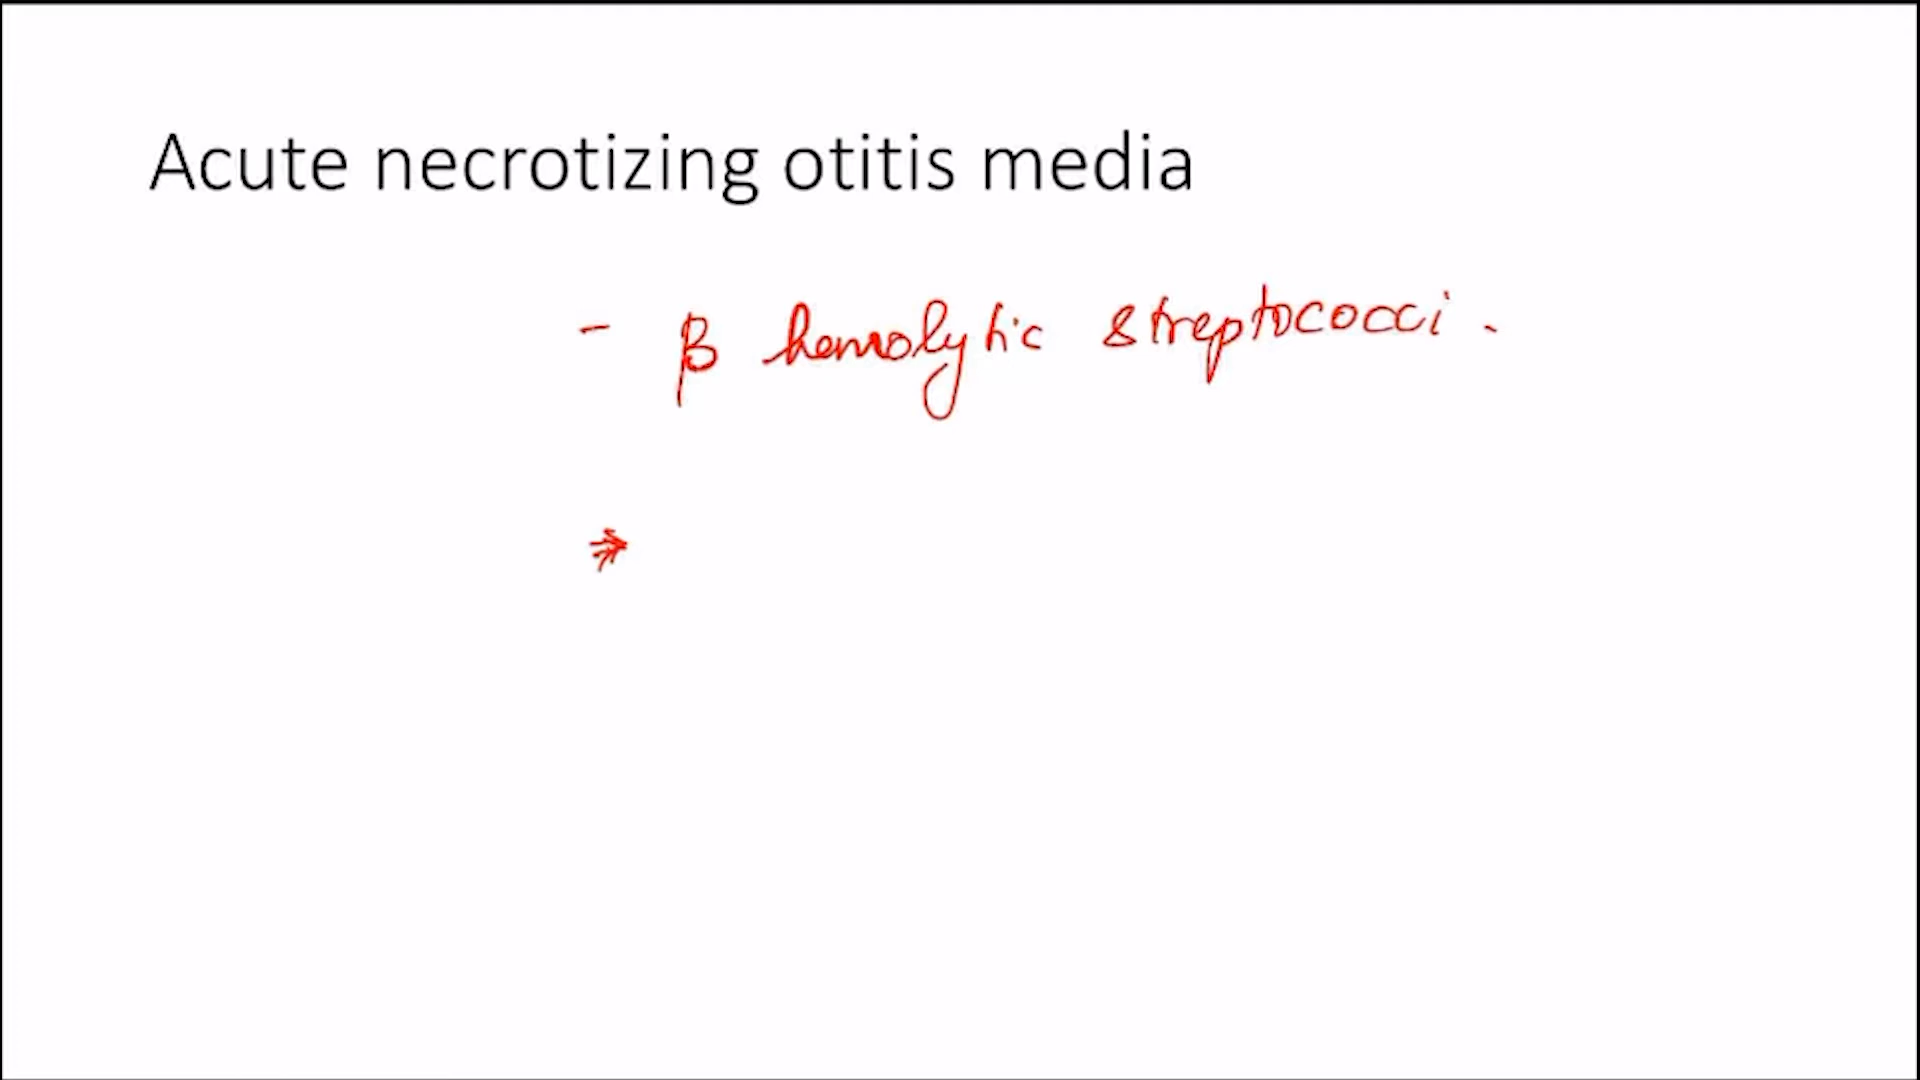 Acute necrotizing otitis media
- β hemolytic streptococci.